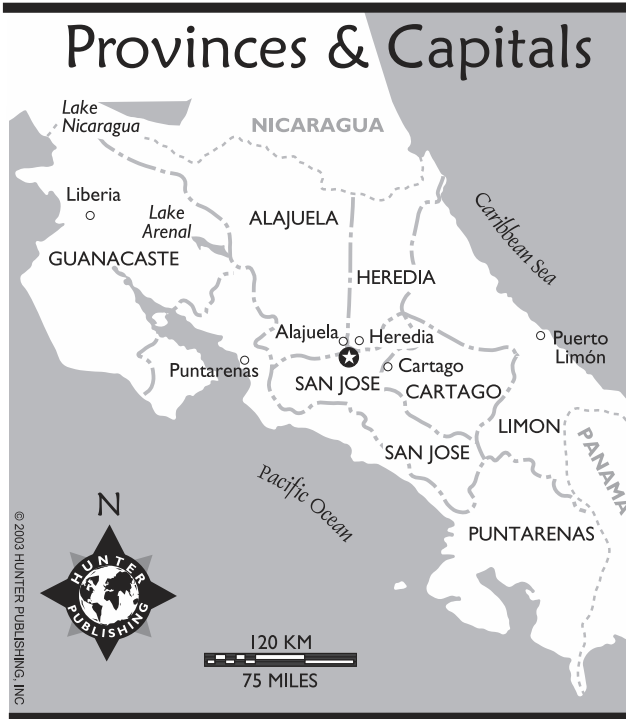 Provinces & Capitals
Lake
Nicaragua
NICARAGUA
Liberia
Lake
Arenal
ALAJUELA
Caribbean Sea
GUANACASTE
HEREDIA
Alajuela
Heredia
Puerto
Limón
Puntarenas
Cartago
SAN JOSE
CARTAGO
LIMON
PANAMA
SAN JOSE
Pacific Ocean
N
PUNTARENAS
HUNTER
PUBLISHING
120 KM
75 MILES
© 2003 HUNTER PUBLISHING, INC